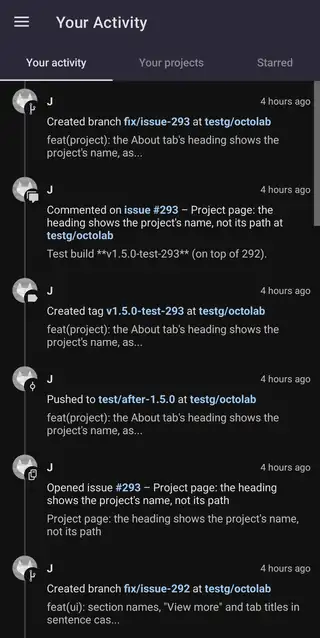 Your Activity
Your activity
Your projects
Starred
J
4 hours ago
Created branch fix/issue-293 at testg/octolab
feat(project): the About tab's heading shows the
project's name, as...
J
4 hours ago
Commented on issue #293 – Project page: the
heading shows the project's name, not its path at
testg/octolab
Test build **v1.5.0-test-293** (on top of 292).
J
4 hours ago
Created tag v1.5.0-test-293 at testg/octolab
feat(project): the About tab's heading shows the
project's name, as...
J
4 hours ago
Pushed to test/after-1.5.0 at testg/octolab
feat(project): the About tab's heading shows the
project's name, as...
J
4 hours ago
Opened issue #293 – Project page: the heading
shows the project's name, not its path
Project page: the heading shows the project's name,
not its path
J
4 hours ago
Created branch fix/issue-292 at testg/octolab
feat(ui): section names, "View more" and tab titles in
sentence cas...